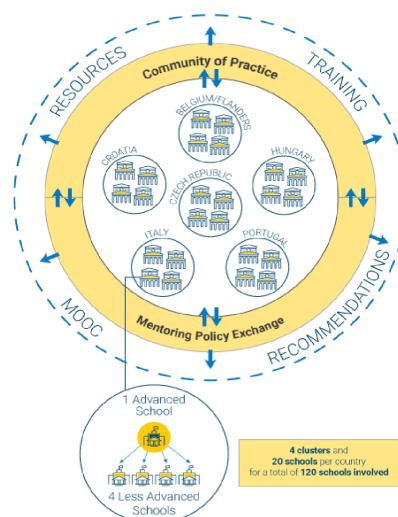 RESOURCES
TRAINING
Community of Practice
BELGIUM/FLANDERS
CROATIA
HUNGARY
CZECH REPUBLIC
ITALY
PORTUGAL
Mentoring Policy Exchange
MOOC
RECOMMENDATIONS
1 Advanced
School
4 Less Advanced
Schools
4 clusters and
20 schools per country
for a total of 120 schools involved